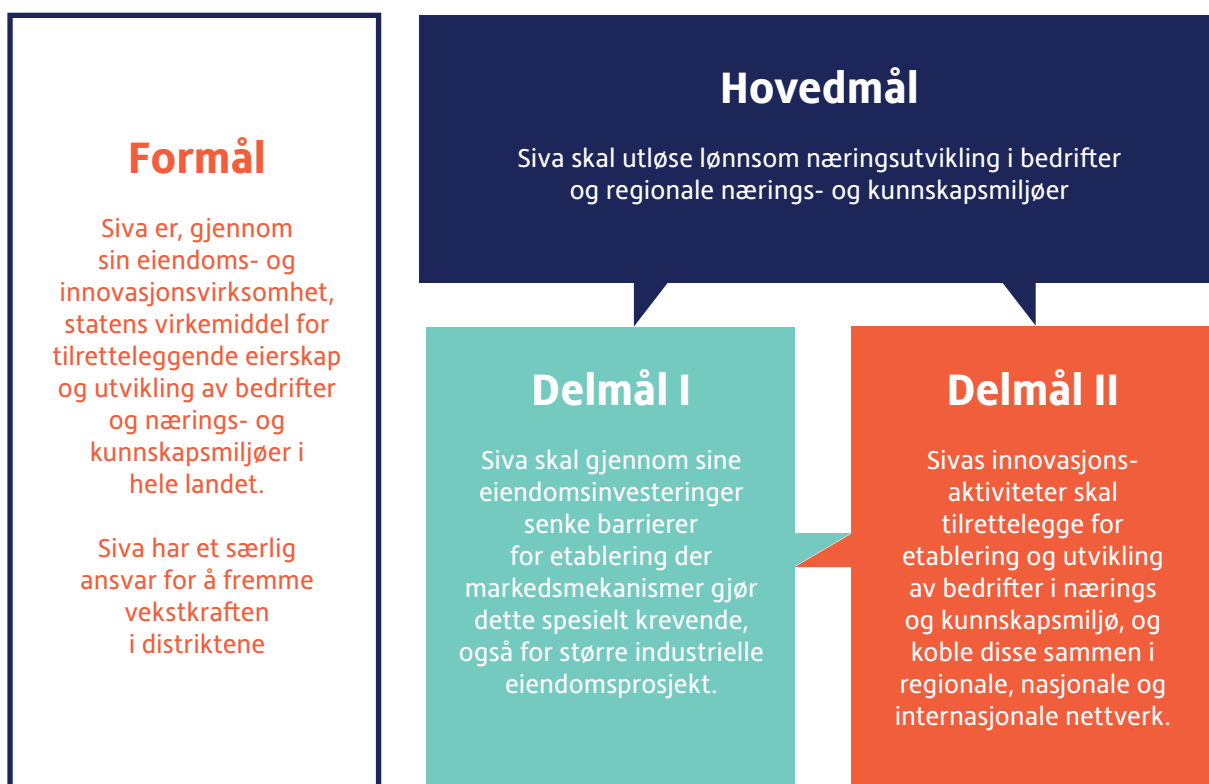 Formål
Siva er, gjennom
sin eiendoms- og
innovasjonsvirksomhet,
statens virkemiddel for
tilretteleggende eierskap
og utvikling av bedrifter
og nærings- og
kunnskapsmiljøer i
hele landet.
Siva har et særlig
ansvar for å fremme
vekstkraften
i distriktene
Hovedmål
Siva skal utløse lønnsom næringsutvikling i bedrifter
og regionale nærings- og kunnskapsmiljøer
Delmål I
Siva skal gjennom sine
eiendomsinvesteringer
senke barrierer
for etablering der
markedsmekanismer gjør
dette spesielt krevende,
også for større industrielle
eiendomsprosjekt.
Delmål II
Sivas innovasjons-
aktiviteter skal
tilrettelegge for
etablering og utvikling
av bedrifter i nærings
og kunnskapsmiljø, og
koble disse sammen i
regionale, nasjonale og
internasjonale nettverk.